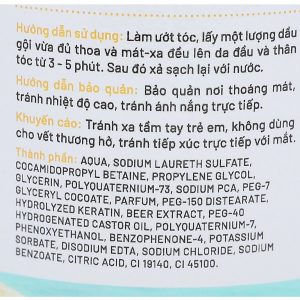 Hướng dẫn sử dụng: Làm ướt tóc, lấy một lượng dầu
gội vừa đủ thoa và mát-xa đều lên da đầu và thân
tóc từ 3 - 5 phút. Sau đó xả sạch lại với nước.
Hướng dẫn bảo quản: Bảo quản nơi thoáng mát,
tránh nhiệt độ cao, tránh ánh nắng trực tiếp.
Khuyến cáo: Tránh xa tầm tay trẻ em, không dùng
cho vết thương hở, tránh tiếp xúc trực tiếp với mắt.
Thành phần: AQUA, SODIUM LAURETH SULFATE,
COCAMIDOPROPYL BETAINE, PROPYLENE GLYCOL,
GLYCERIN, POLYQUATERNIUM-73, SODIUM PCA, PEG-7
GLYCERYL COCOATE, PARFUM, PEG-150 DISTEARATE,
HYDROLYZED KERATIN, BEER EXTRACT, PEG-40
HYDROGENATED CASTOR OIL, POLYQUATERNIUM-7,
PHENOXYETHANOL, BENZOPHENONE-4, POTASSIUM
SORBATE, DISODIUM EDTA, SODIUM CHLORIDE, SODIUM
BENZOATE, CITRIC ACID, CI 19140, CI 45100.